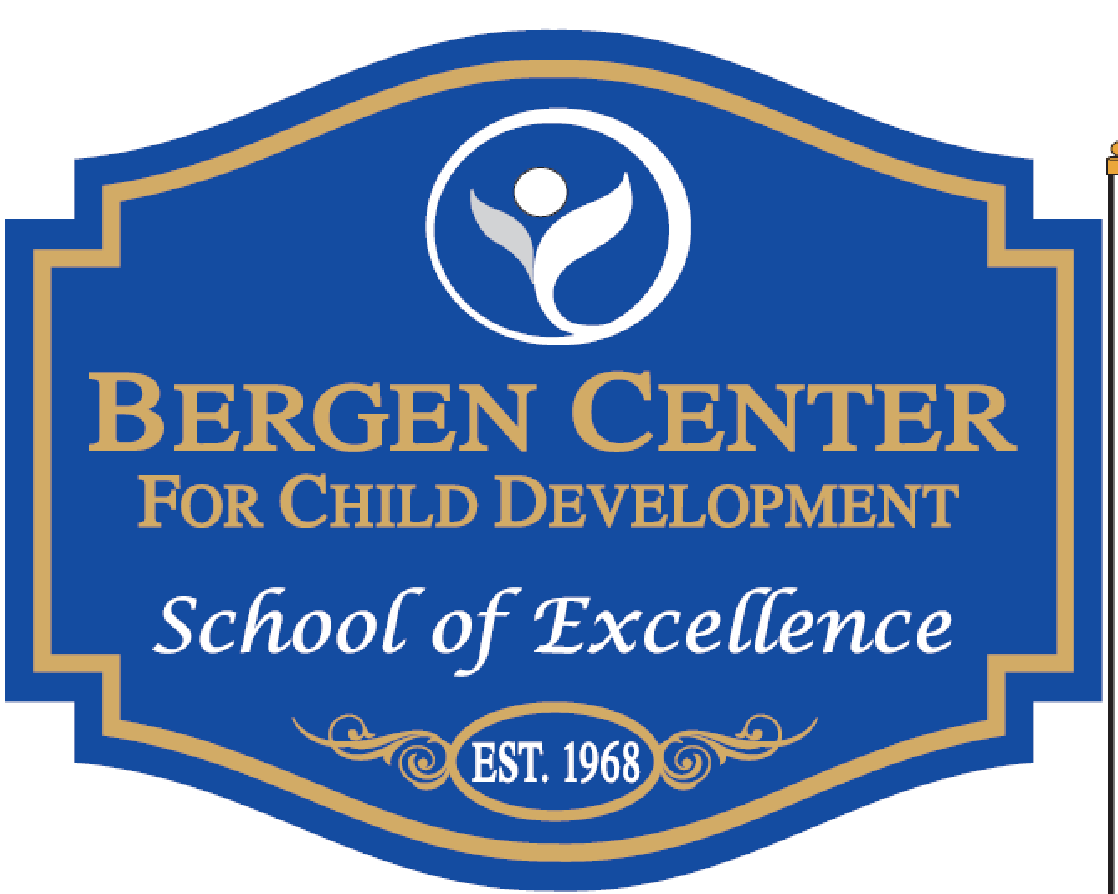 BERGEN CENTER
FOR CHILD DEVELOPMENT
School of Excellence
EST. 1968